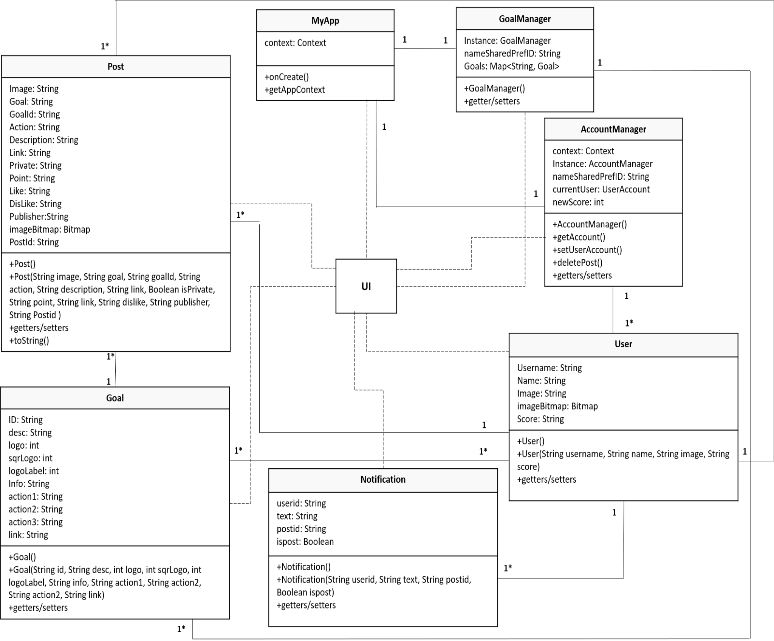 MyApp
context: Context
+onCreate()
+getAppContext
GoalManager
Instance: GoalManager
nameSharedPrefID: String
Goals: Map<String, Goal>
+GoalManager()
+getter/setters
1
1
1
1*
Post
Image: String
Goal: String
GoalId: String
Action: String
Description: String
Link: String
Private: String
Point: String
Like: String
DisLike: String
Publisher:String
imageBitmap: Bitmap
PostId: String
+Post()
+Post(String image, String goal, String goalId, String
action, String description, String link, Boolean isPrivate,
String point, String link, String dislike, String publisher,
String Postid )
+getters/setters
+toString()
AccountManager
context: Context
Instance: AccountManager
nameSharedPrefID: String
currentUser: UserAccount
newScore: int
+AccountManager()
+getAccount()
+setUserAccount()
+deletePost()
+getters/setters
1
1
1*
UI
1
1*
User
Username: String
Name: String
Image: String
imageBitmap: Bitmap
Score: String
+User()
+User(String username, String name, String image, String
score)
+getters/setters
1*
1
Goal
ID: String
desc: String
logo: int
sqrLogo: int
logoLabel: int
Info: String
action1: String
action2: String
action3: String
link: String
+Goal()
+Goal(String id, String desc, int logo, int sqrLogo, int
logoLabel, String info, String action1, String action2,
String action2, String link)
+getters/setters
1
1*
1*
1
Notification
userid: String
text: String
postid: String
ispost: Boolean
+Notification()
+Notification(String userid, String text, String postid,
Boolean ispost)
+getters/setters
1
1*
1*